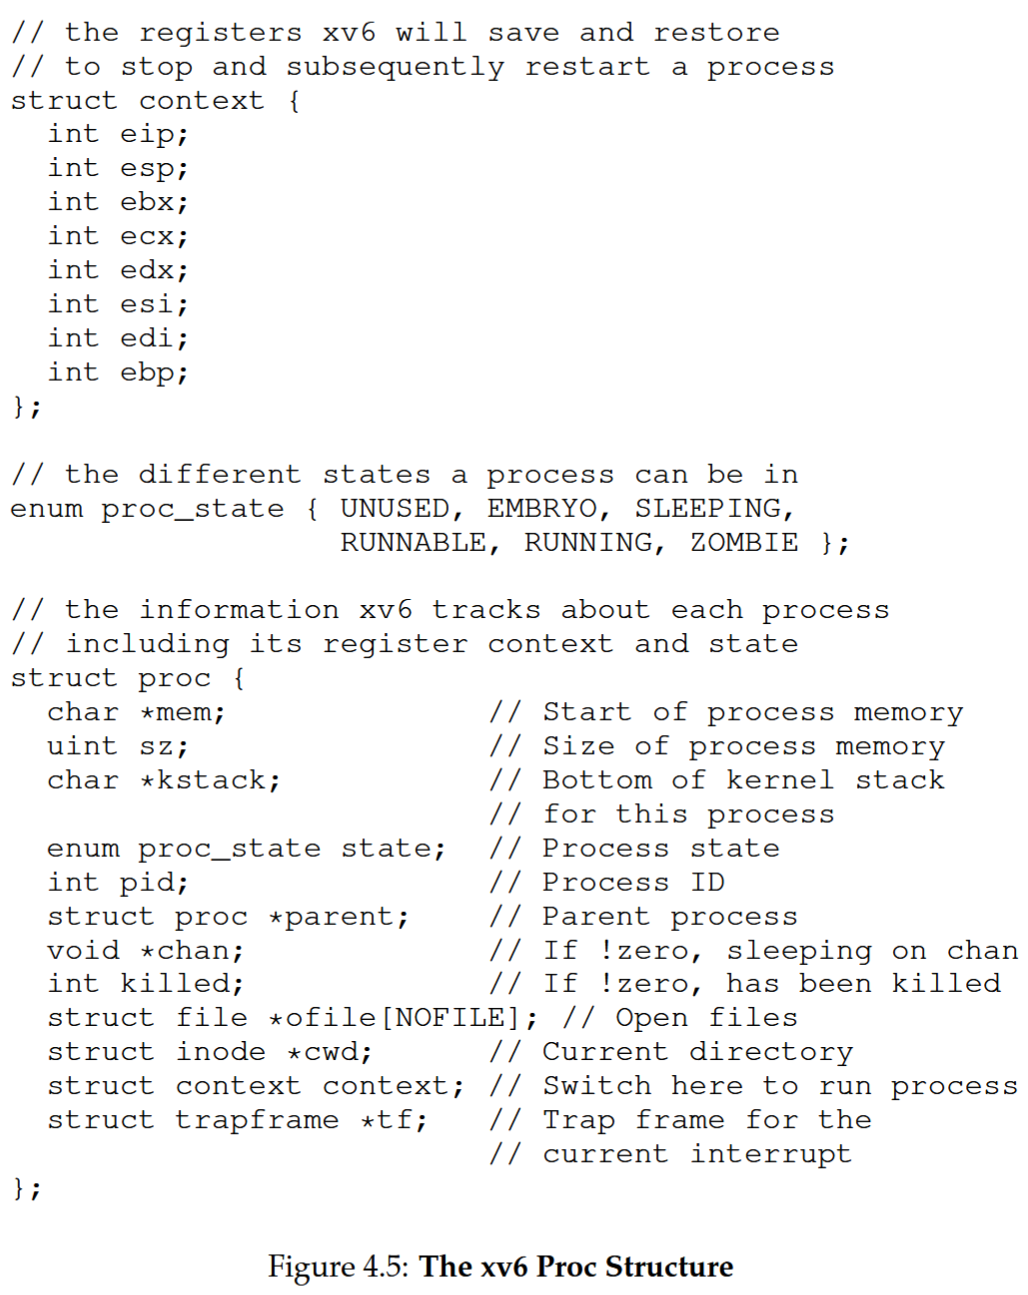 // the registers xv6 will save and restore
// to stop and subsequently restart a process
struct context {
  int eip;
  int esp;
  int ebx;
  int ecx;
  int edx;
  int esi;
  int edi;
  int ebp;
};

// the different states a process can be in
enum proc_state { UNUSED, EMBRYO, SLEEPING,
                  RUNNABLE, RUNNING, ZOMBIE };

// the information xv6 tracks about each process
// including its register context and state
struct proc {
  char *mem;              // Start of process memory
  uint sz;                // Size of process memory
  char *kstack;           // Bottom of kernel stack
                          // for this process
  enum proc_state state;  // Process state
  int pid;                // Process ID
  struct proc *parent;    // Parent process
  void *chan;             // If !zero, sleeping on chan
  int killed;             // If !zero, has been killed
  struct file *ofile[NOFILE]; // Open files
  struct inode *cwd;      // Current directory
  struct context context; // Switch here to run process
  struct trapframe *tf;   // Trap frame for the
                          // current interrupt
};

Figure 4.5: The xv6 Proc Structure